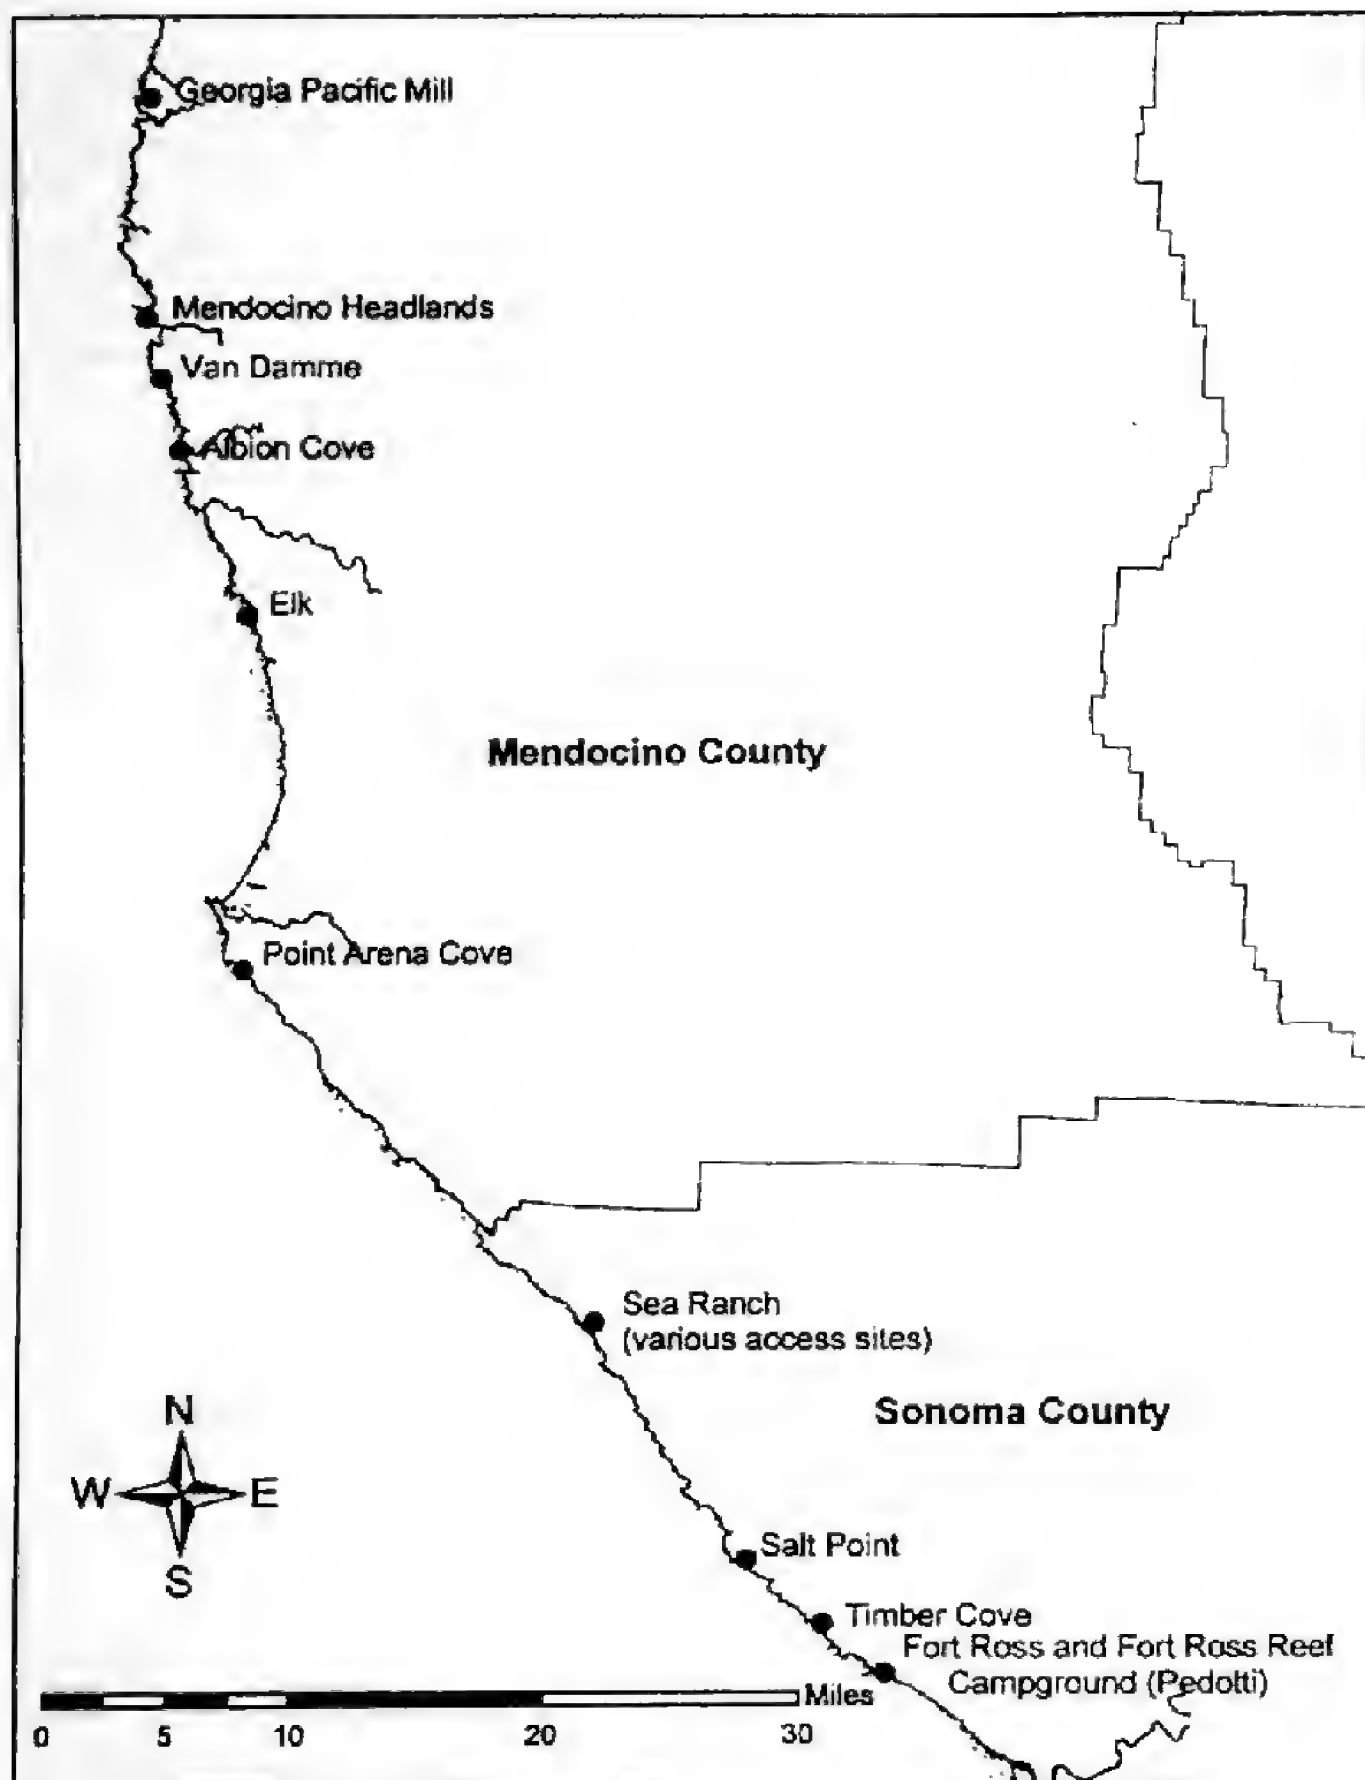 Georgia Pacific Mill
Mendocino Headlands
Van Damme
Albion Cove
Elk
Mendocino County
Point Arena Cove
Sea Ranch
(various access sites)
Sonoma County
N
W E
S
Salt Point
Timber Cove
Fort Ross and Fort Ross Reef
Campground (Pedotti)
Miles
0 5 10 20 30